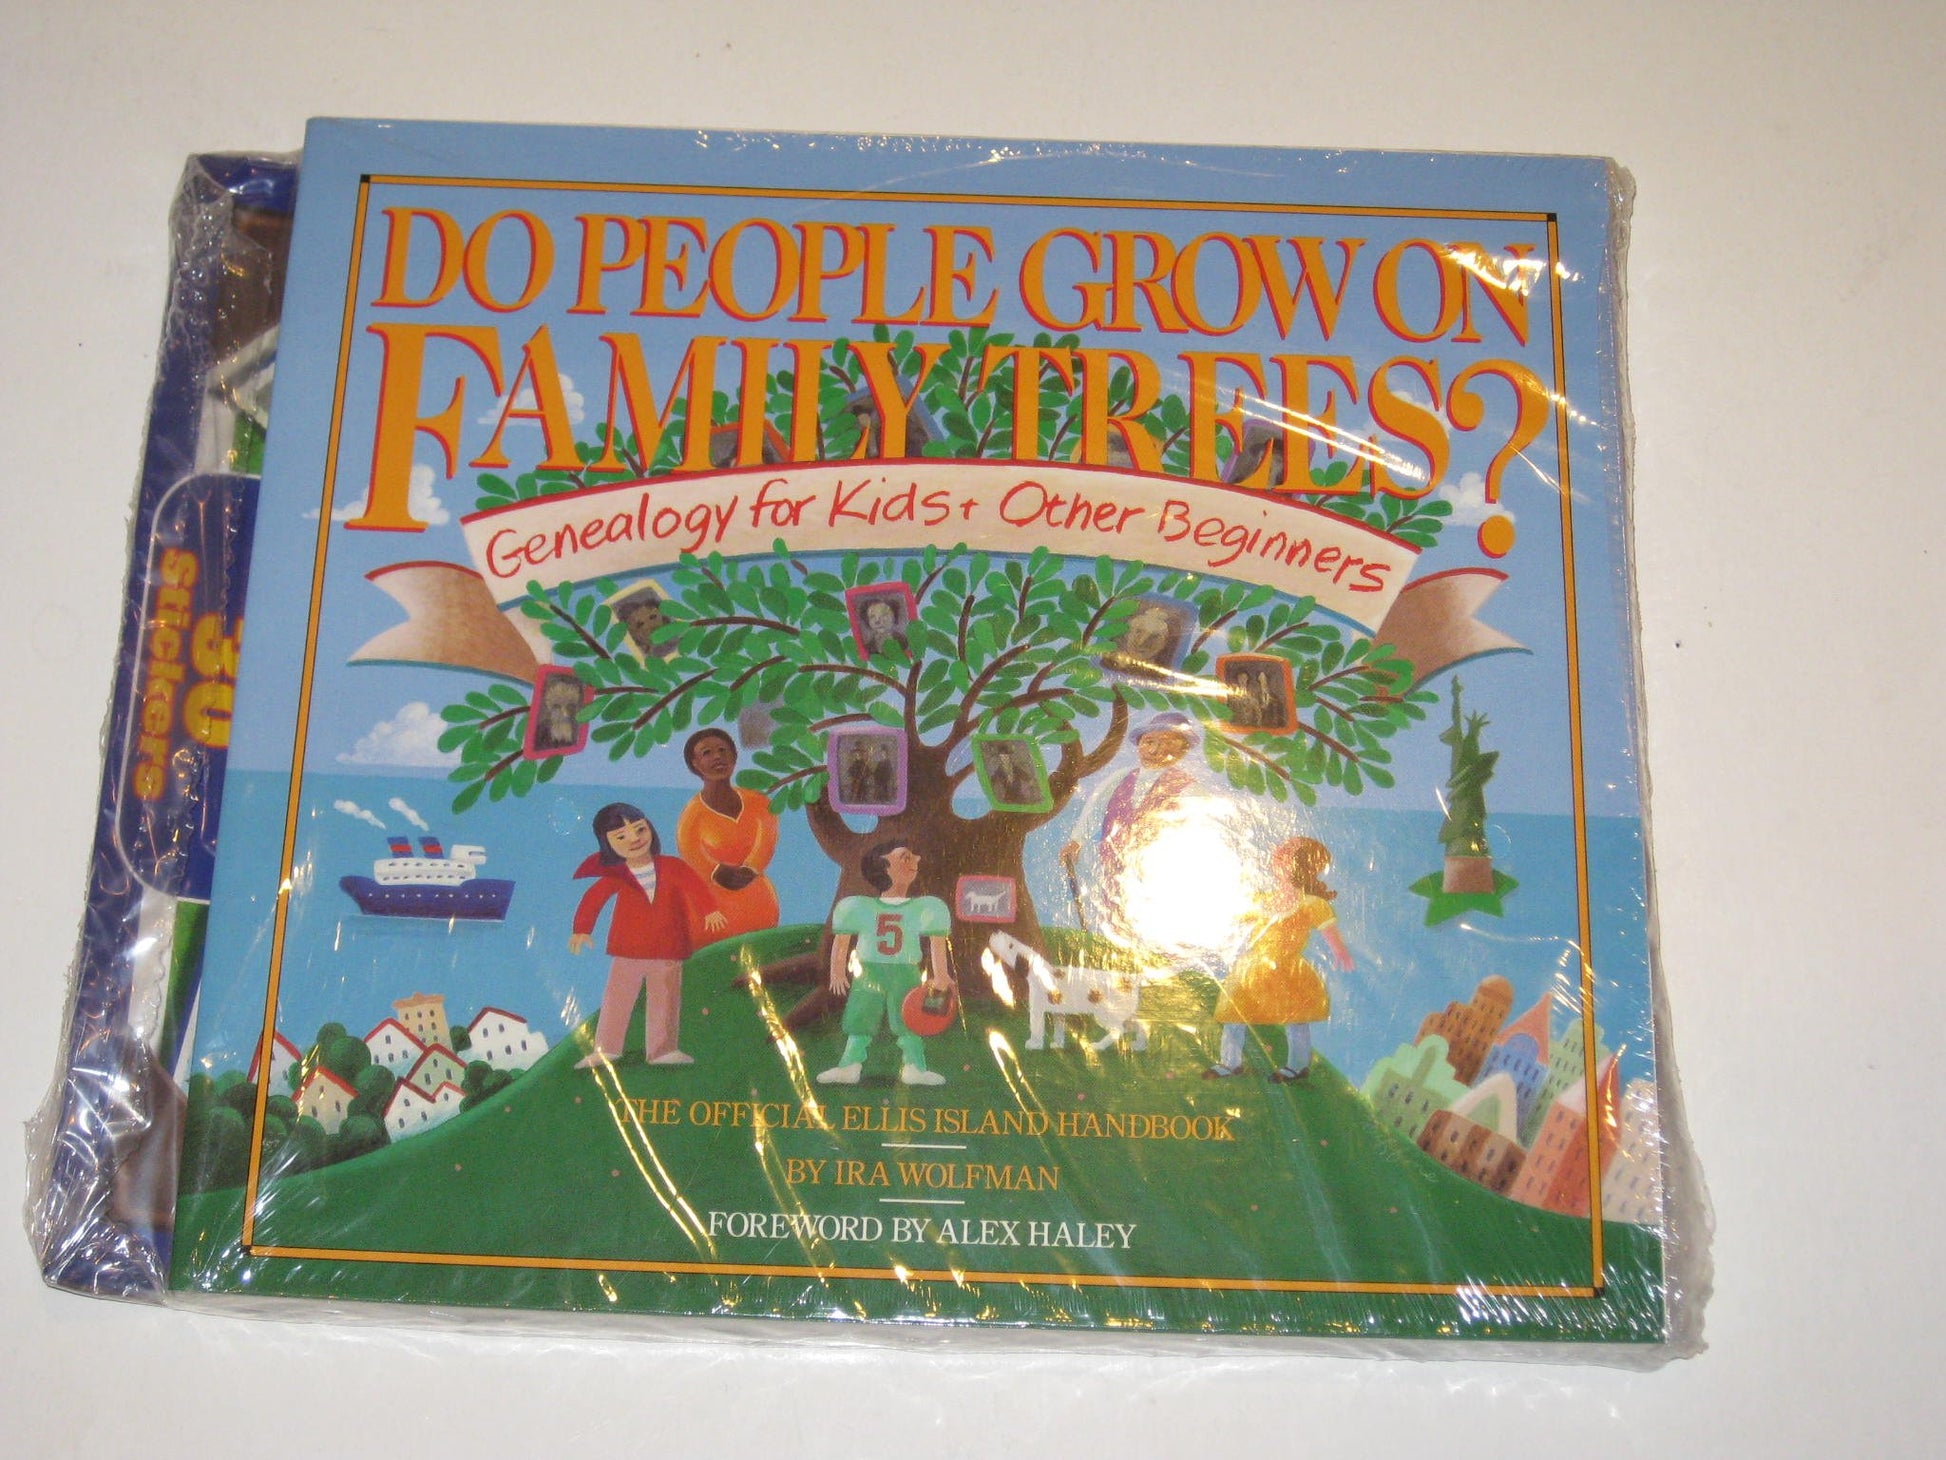 DO PEOPLE GROW ON
FAMILY TREES?
Genealogy for Kids + Other Beginners
30
Stickers
5
THE OFFICIAL ELLIS ISLAND HANDBOOK
BY IRA WOLFMAN
FOREWORD BY ALEX HALEY